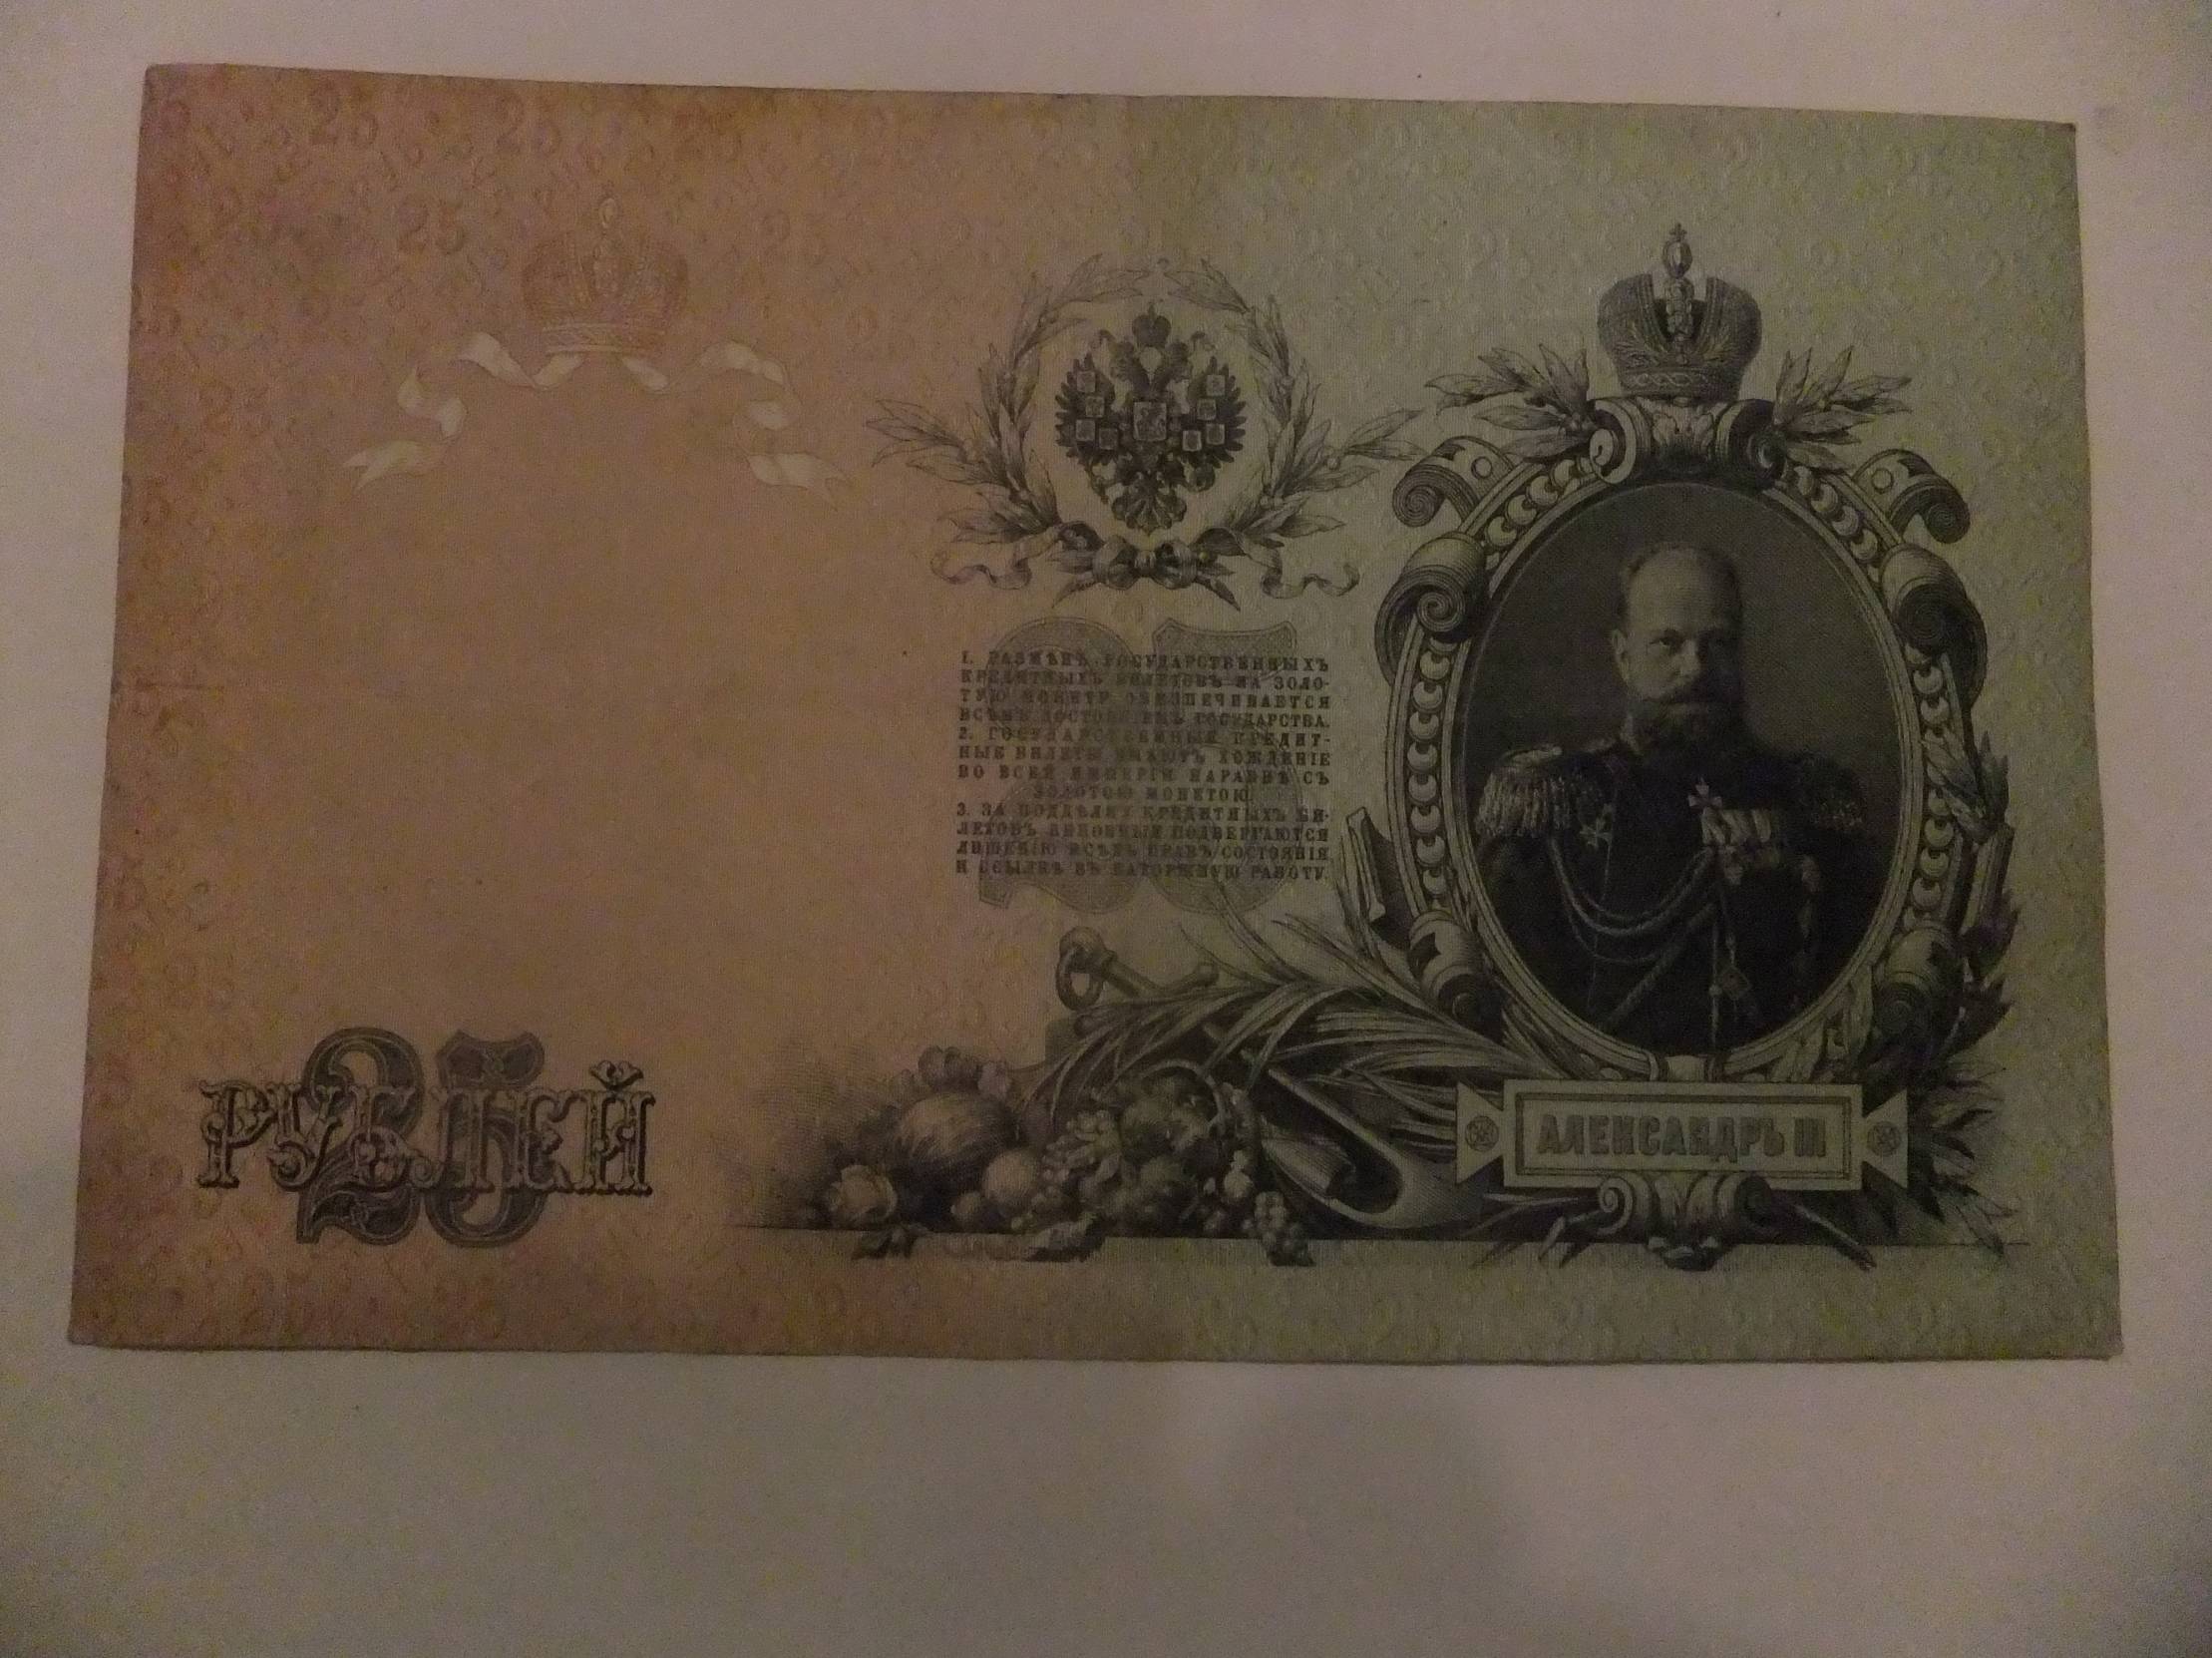 1. РАЗМѢНЪ ГОСУДАРСТВЕННЫХЪ
КРЕДИТНЫХЪ БИЛЕТОВЪ НА ЗОЛО-
ТУЮ МОНЕТУ ОБЕЗПЕЧИВАЕТСЯ
ВСѢМЪ ДОСТОЯНІЕМЪ ГОСУДАРСТВА.
2. ГОСУДАРСТВЕННЫЕ КРЕДИТ-
НЫЕ БИЛЕТЫ ИМѢЮТЪ ХОЖДЕНІЕ
ВО ВСЕЙ ИМПЕРІИ НАРАВНѢ СЪ
ЗОЛОТОЮ МОНЕТОЮ.
3. ЗА ПОДДѢЛКУ КРЕДИТНЫХЪ БИ-
ЛЕТОВЪ ВИНОВНЫЕ ПОДВЕРГАЮТСЯ
ЛИШЕНІЮ ВСѢХЪ ПРАВЪ СОСТОЯНІЯ
И ССЫЛКѢ ВЪ КАТОРЖНУЮ РАБОТУ.
25
РУБЛЕЙ
АЛЕКСАНДРЪ III